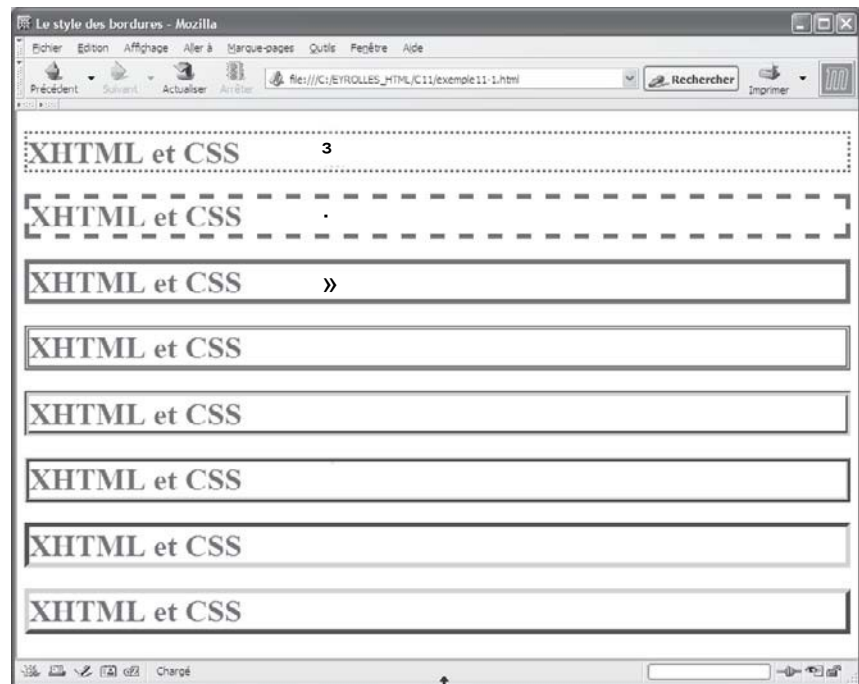 Le style des bordures - Mozilla
Fichier Edition Affichage Aller à Marque-pages Outils Fenêtre Aide
file:///C:/EYROLLES_HTML/C11/exemple11-1.html Rechercher
Précédent Suivant Actualiser Arrêter Imprimer
XHTML et CSS 3
XHTML et CSS .
XHTML et CSS »
XHTML et CSS
XHTML et CSS
XHTML et CSS
XHTML et CSS
XHTML et CSS
Chargé